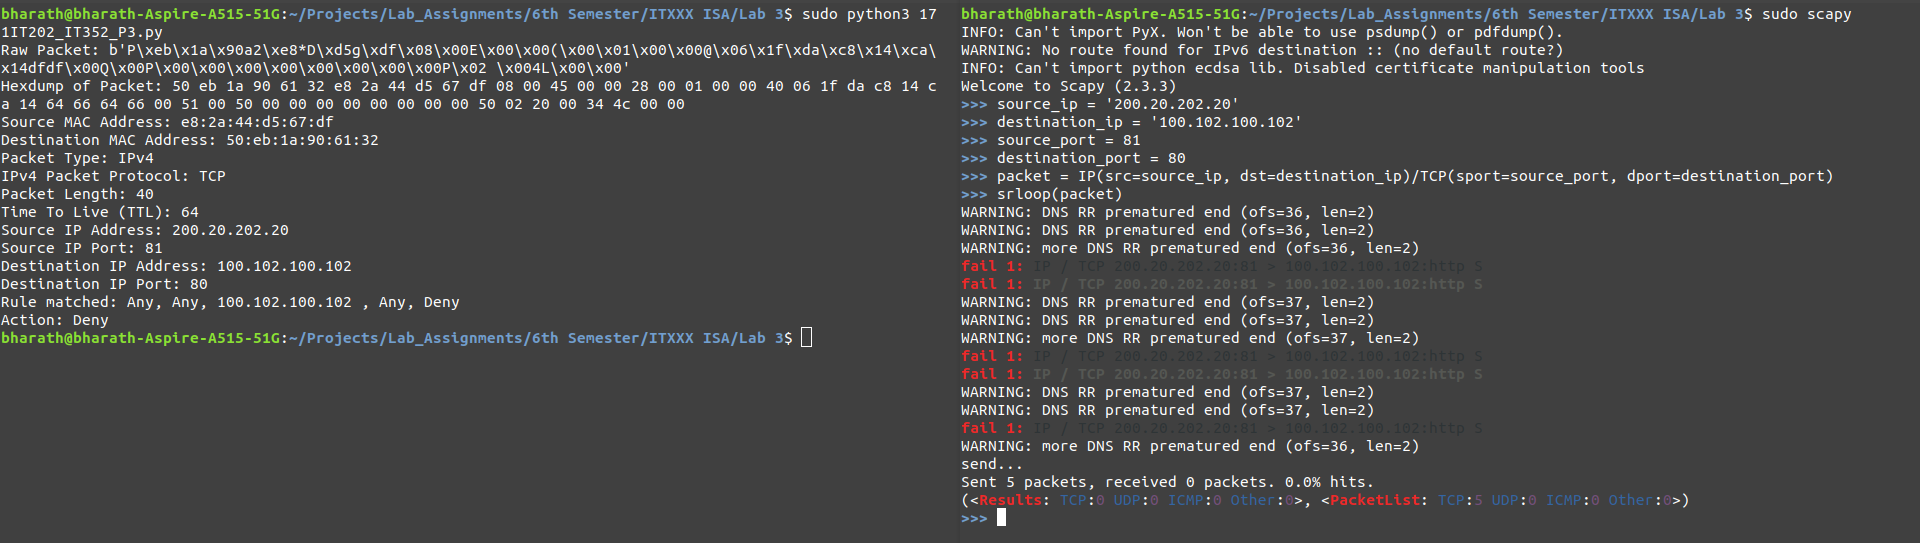 bharath@bharath-Aspire-A515-51G:~/Projects/Lab_Assignments/6th Semester/ITXXX ISA/Lab 3$ sudo python3 17
1IT202_IT352_P3.py
Raw Packet: b'P\xeb\x1a\x90a2\xe8*D\xd5g\xdf\x08\x00E\x00\x00(\x00\x01\x00\x00@\x06\x1f\xda\xc8\x14\xca\
x14dfdf\x00Q\x00P\x00\x00\x00\x00\x00\x00\x00\x00P\x02 \x004L\x00\x00'
Hexdump of Packet: 50 eb 1a 90 61 32 e8 2a 44 d5 67 df 08 00 45 00 00 28 00 01 00 00 40 06 1f da c8 14 c
a 14 64 66 64 66 00 51 00 50 00 00 00 00 00 00 00 00 50 02 20 00 34 4c 00 00
Source MAC Address: e8:2a:44:d5:67:df
Destination MAC Address: 50:eb:1a:90:61:32
Packet Type: IPv4
IPv4 Packet Protocol: TCP
Packet Length: 40
Time To Live (TTL): 64
Source IP Address: 200.20.202.20
Source IP Port: 81
Destination IP Address: 100.102.100.102
Destination IP Port: 80
Rule matched: Any, Any, 100.102.100.102 , Any, Deny
Action: Deny
bharath@bharath-Aspire-A515-51G:~/Projects/Lab_Assignments/6th Semester/ITXXX ISA/Lab 3$
bharath@bharath-Aspire-A515-51G:~/Projects/Lab_Assignments/6th Semester/ITXXX ISA/Lab 3$ sudo scapy
INFO: Can't import PyX. Won't be able to use psdump() or pdfdump().
WARNING: No route found for IPv6 destination :: (no default route?)
INFO: Can't import python ecdsa lib. Disabled certificate manipulation tools
Welcome to Scapy (2.3.3)
>>> source_ip = '200.20.202.20'
>>> destination_ip = '100.102.100.102'
>>> source_port = 81
>>> destination_port = 80
>>> packet = IP(src=source_ip, dst=destination_ip)/TCP(sport=source_port, dport=destination_port)
>>> srloop(packet)
WARNING: DNS RR prematured end (ofs=36, len=2)
WARNING: DNS RR prematured end (ofs=36, len=2)
WARNING: more DNS RR prematured end (ofs=36, len=2)
fail 1: IP / TCP 200.20.202.20:81 > 100.102.100.102:http S
fail 1: IP / TCP 200.20.202.20:81 > 100.102.100.102:http S
WARNING: DNS RR prematured end (ofs=37, len=2)
WARNING: DNS RR prematured end (ofs=37, len=2)
WARNING: more DNS RR prematured end (ofs=37, len=2)
fail 1: IP / TCP 200.20.202.20:81 > 100.102.100.102:http S
fail 1: IP / TCP 200.20.202.20:81 > 100.102.100.102:http S
WARNING: DNS RR prematured end (ofs=37, len=2)
WARNING: DNS RR prematured end (ofs=37, len=2)
fail 1: IP / TCP 200.20.202.20:81 > 100.102.100.102:http S
WARNING: more DNS RR prematured end (ofs=36, len=2)
send...
Sent 5 packets, received 0 packets. 0.0% hits.
(<Results: TCP:0 UDP:0 ICMP:0 Other:0>, <PacketList: TCP:5 UDP:0 ICMP:0 Other:0>)
>>>